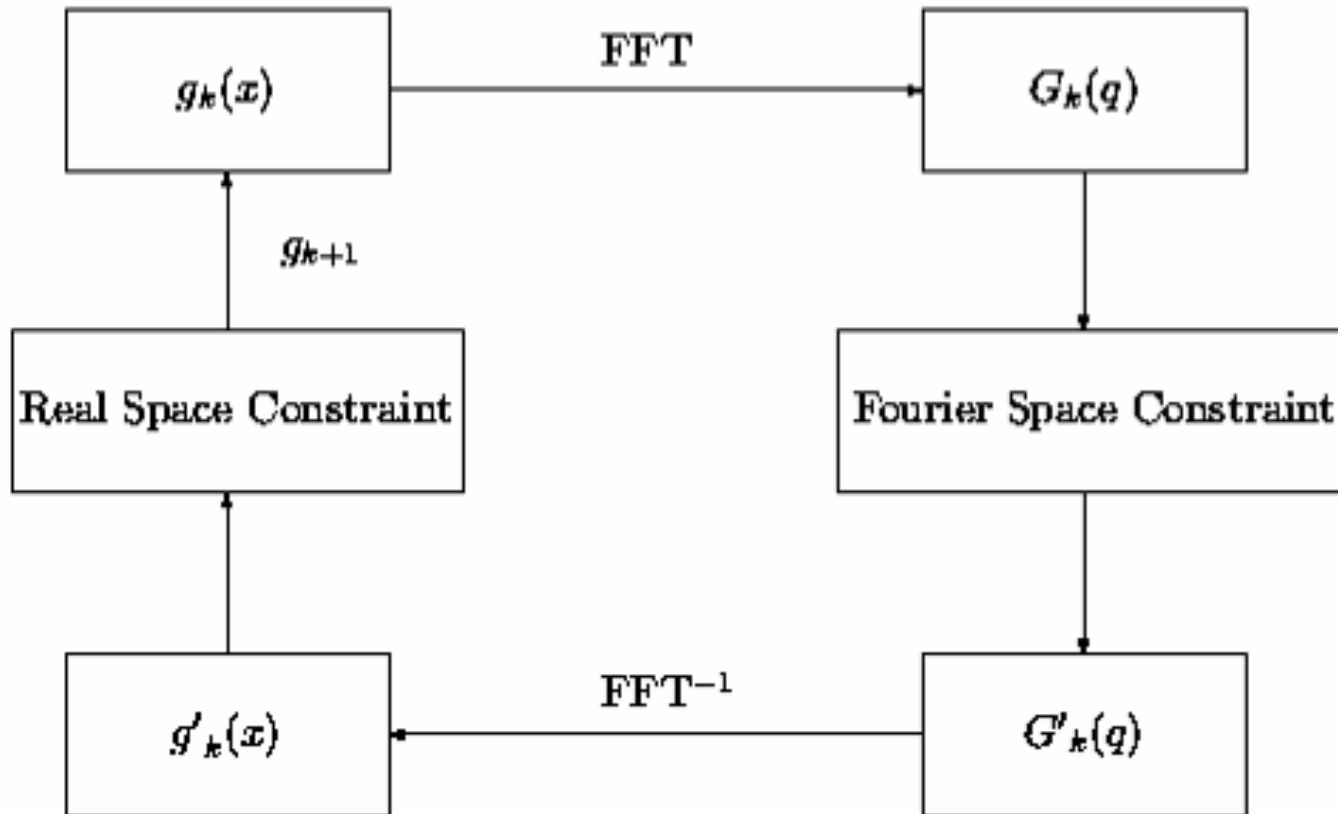 FFT
g_k(x)
G_k(q)
g_{k+1}
Real Space Constraint
Fourier Space Constraint
FFT⁻¹
g'_k(x)
G'_k(q)